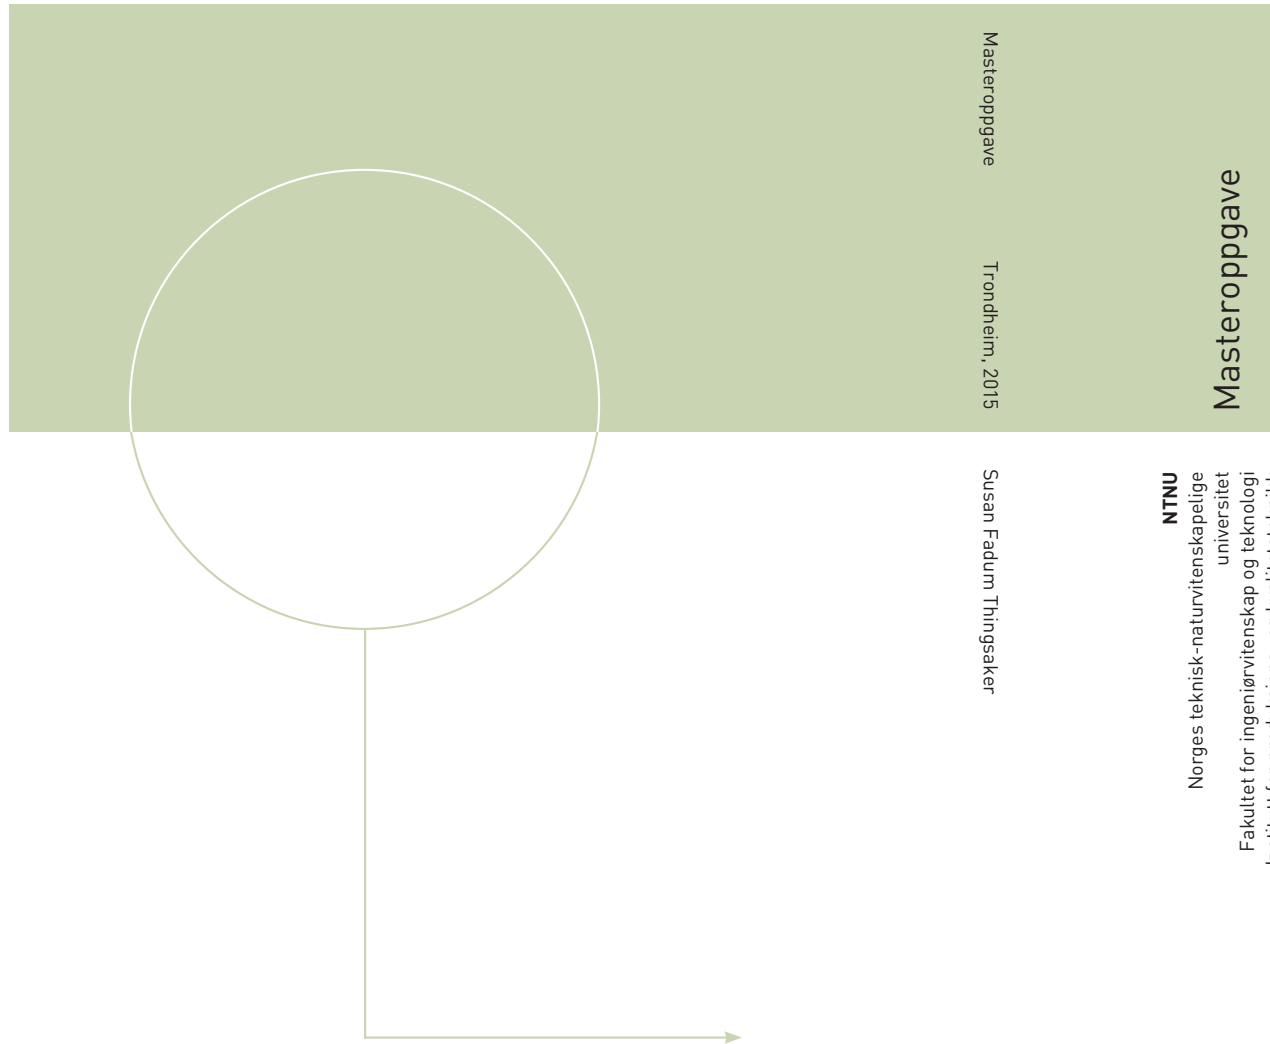 Masteroppgave
Trondheim, 2015
Susan Fadum Thingsaker
Masteroppgave
NTNU
Norges teknisk-naturvitenskapelige
universitet
Fakultet for ingeniørvitenskap og teknologi